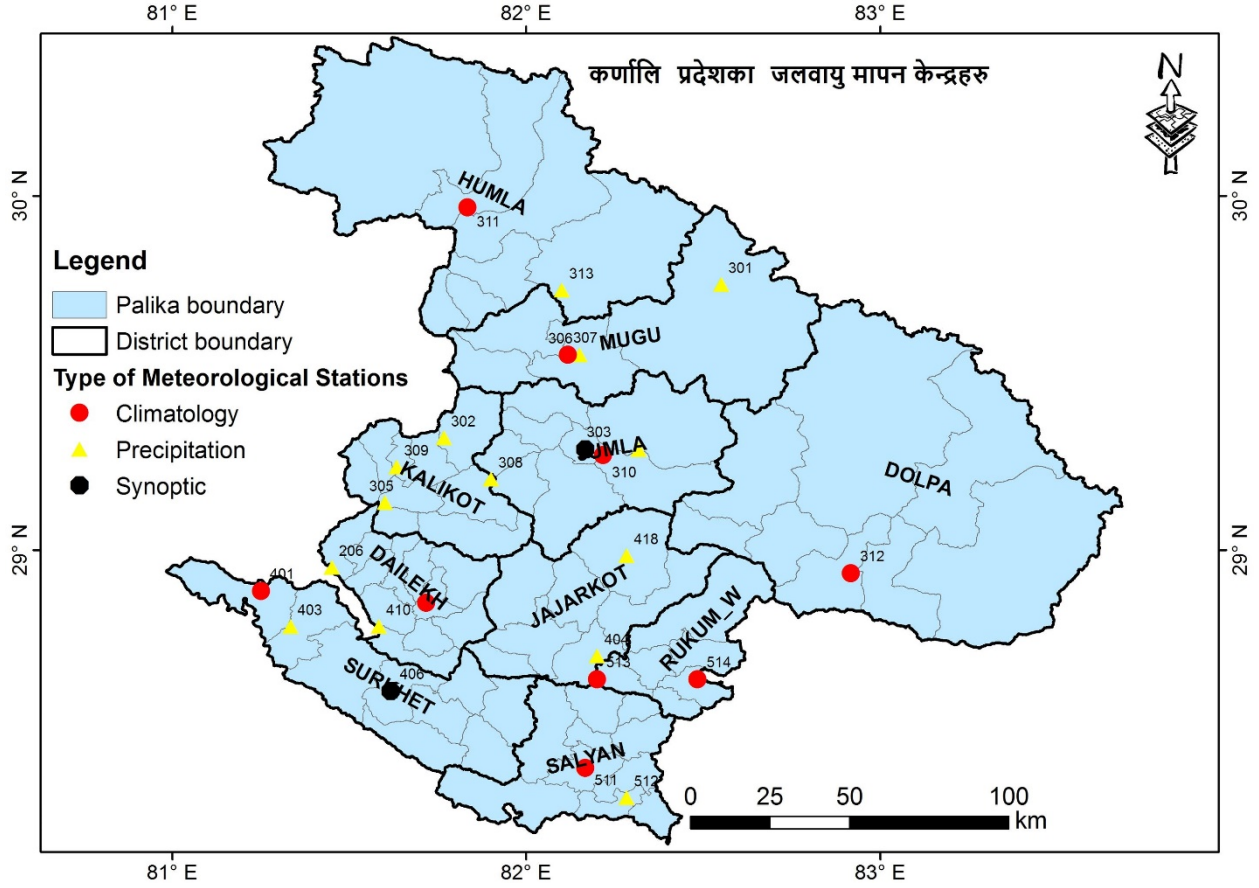 81° E 82° E 83° E
कर्णालि प्रदेशका जलवायु मापन केन्द्रहरु
N
30° N 30° N
HUMLA
311
Legend
Palika boundary
District boundary
Type of Meteorological Stations
Climatology
Precipitation
Synoptic
313 301
306 307 MUGU
302 303
309 308 310
305 KALIKOT
DOLPA
29° N 29° N
418 312
206 DAILEKH
401 JAJARKOT
403 410
404 RUKUM_W
513 514
406
SURKHET
SALYAN
511 512
0 25 50 100
km
81° E 82° E 83° E